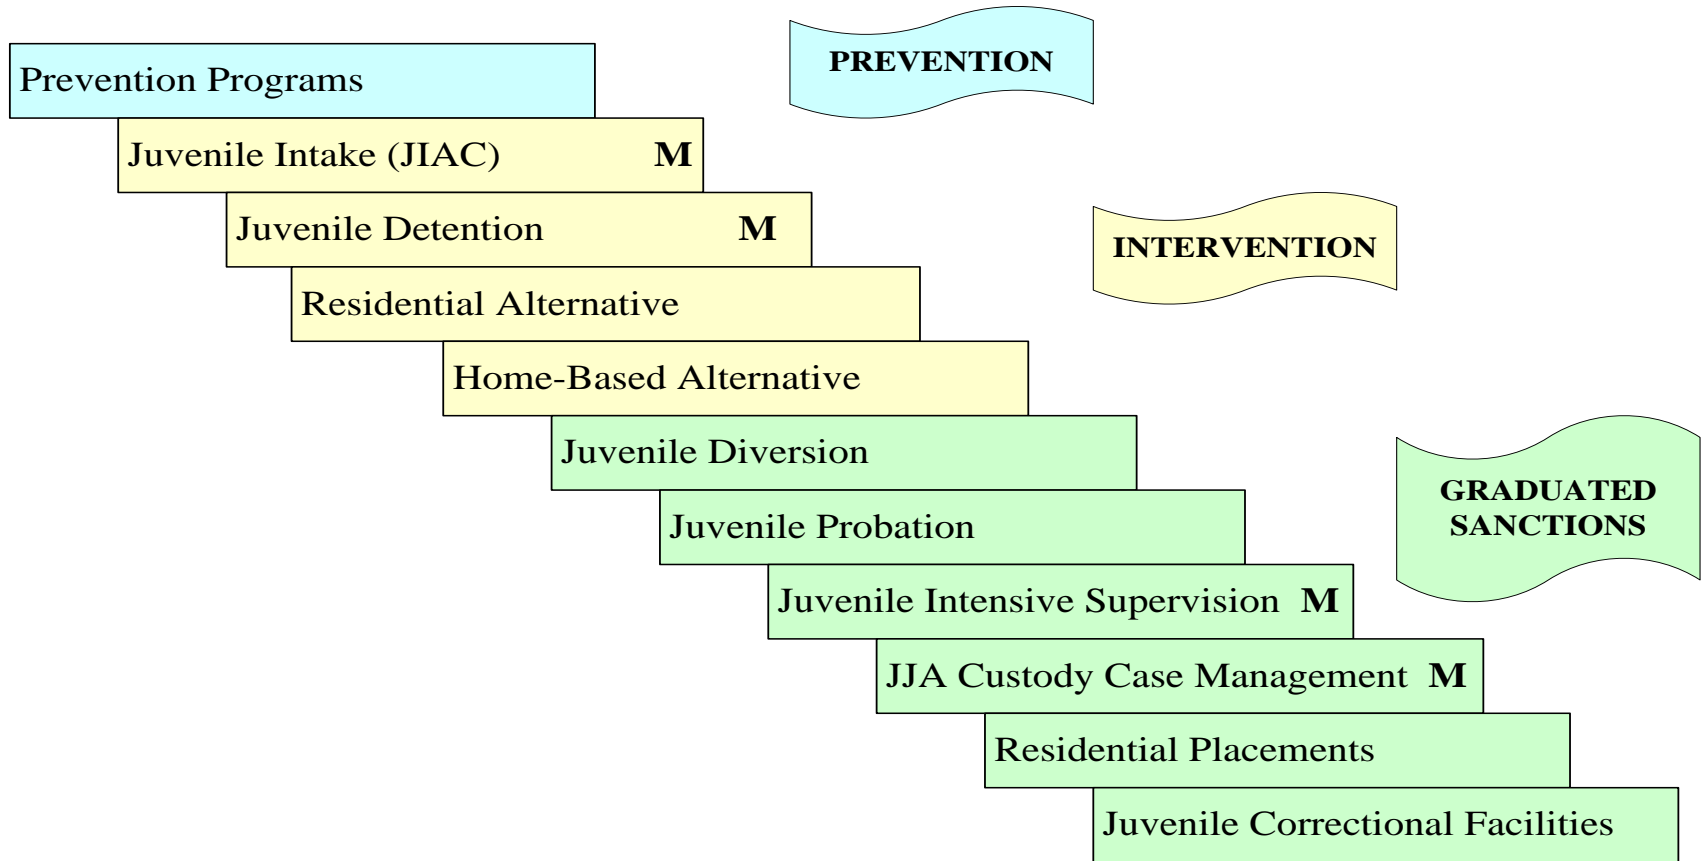 PREVENTION
Prevention Programs
Juvenile Intake (JIAC) M
Juvenile Detention M
INTERVENTION
Residential Alternative
Home-Based Alternative
Juvenile Diversion
GRADUATED
SANCTIONS
Juvenile Probation
Juvenile Intensive Supervision M
JJA Custody Case Management M
Residential Placements
Juvenile Correctional Facilities